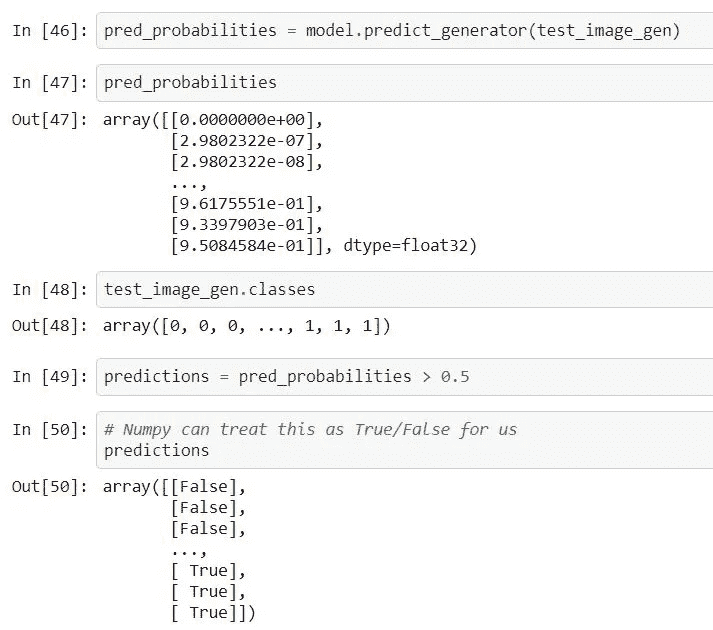 In [46]: pred_probabilities = model.predict_generator(test_image_gen)
In [47]: pred_probabilities
Out[47]: array([[0.0000000e+00],
[2.9802322e-07],
[2.9802322e-08],
...,
[9.6175551e-01],
[9.3397903e-01],
[9.5084584e-01]], dtype=float32)
In [48]: test_image_gen.classes
Out[48]: array([0, 0, 0, ..., 1, 1, 1])
In [49]: predictions = pred_probabilities > 0.5
In [50]: # Numpy can treat this as True/False for us
predictions
Out[50]: array([[False],
[False],
[False],
...,
[ True],
[ True],
[ True]])